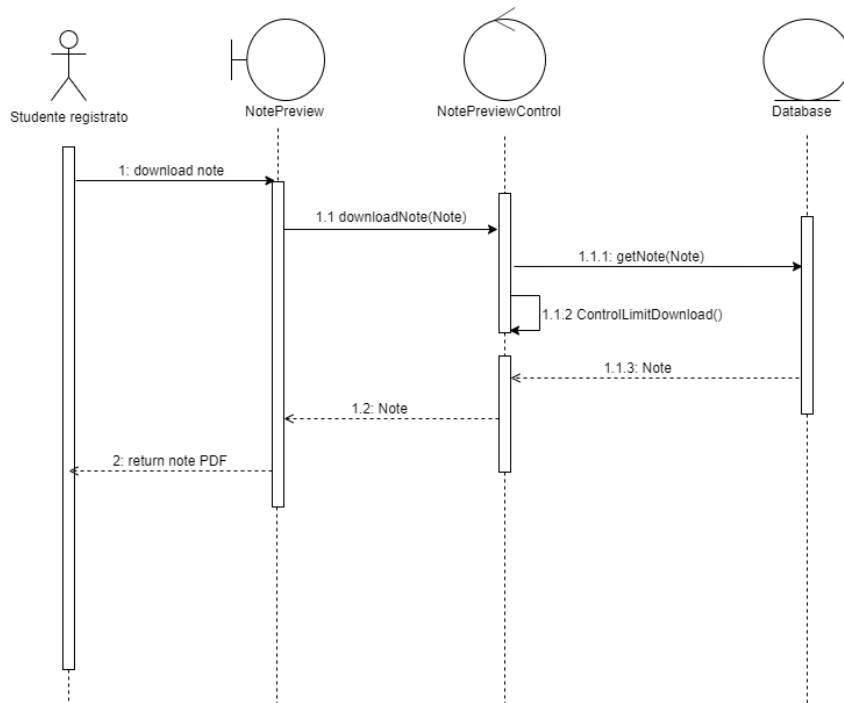 Studente registrato
NotePreview
NotePreviewControl
Database
1: download note
1.1 downloadNote(Note)
1.1.1: getNote(Note)
1.1.2 ControlLimitDownload()
1.1.3: Note
1.2: Note
2: return note PDF